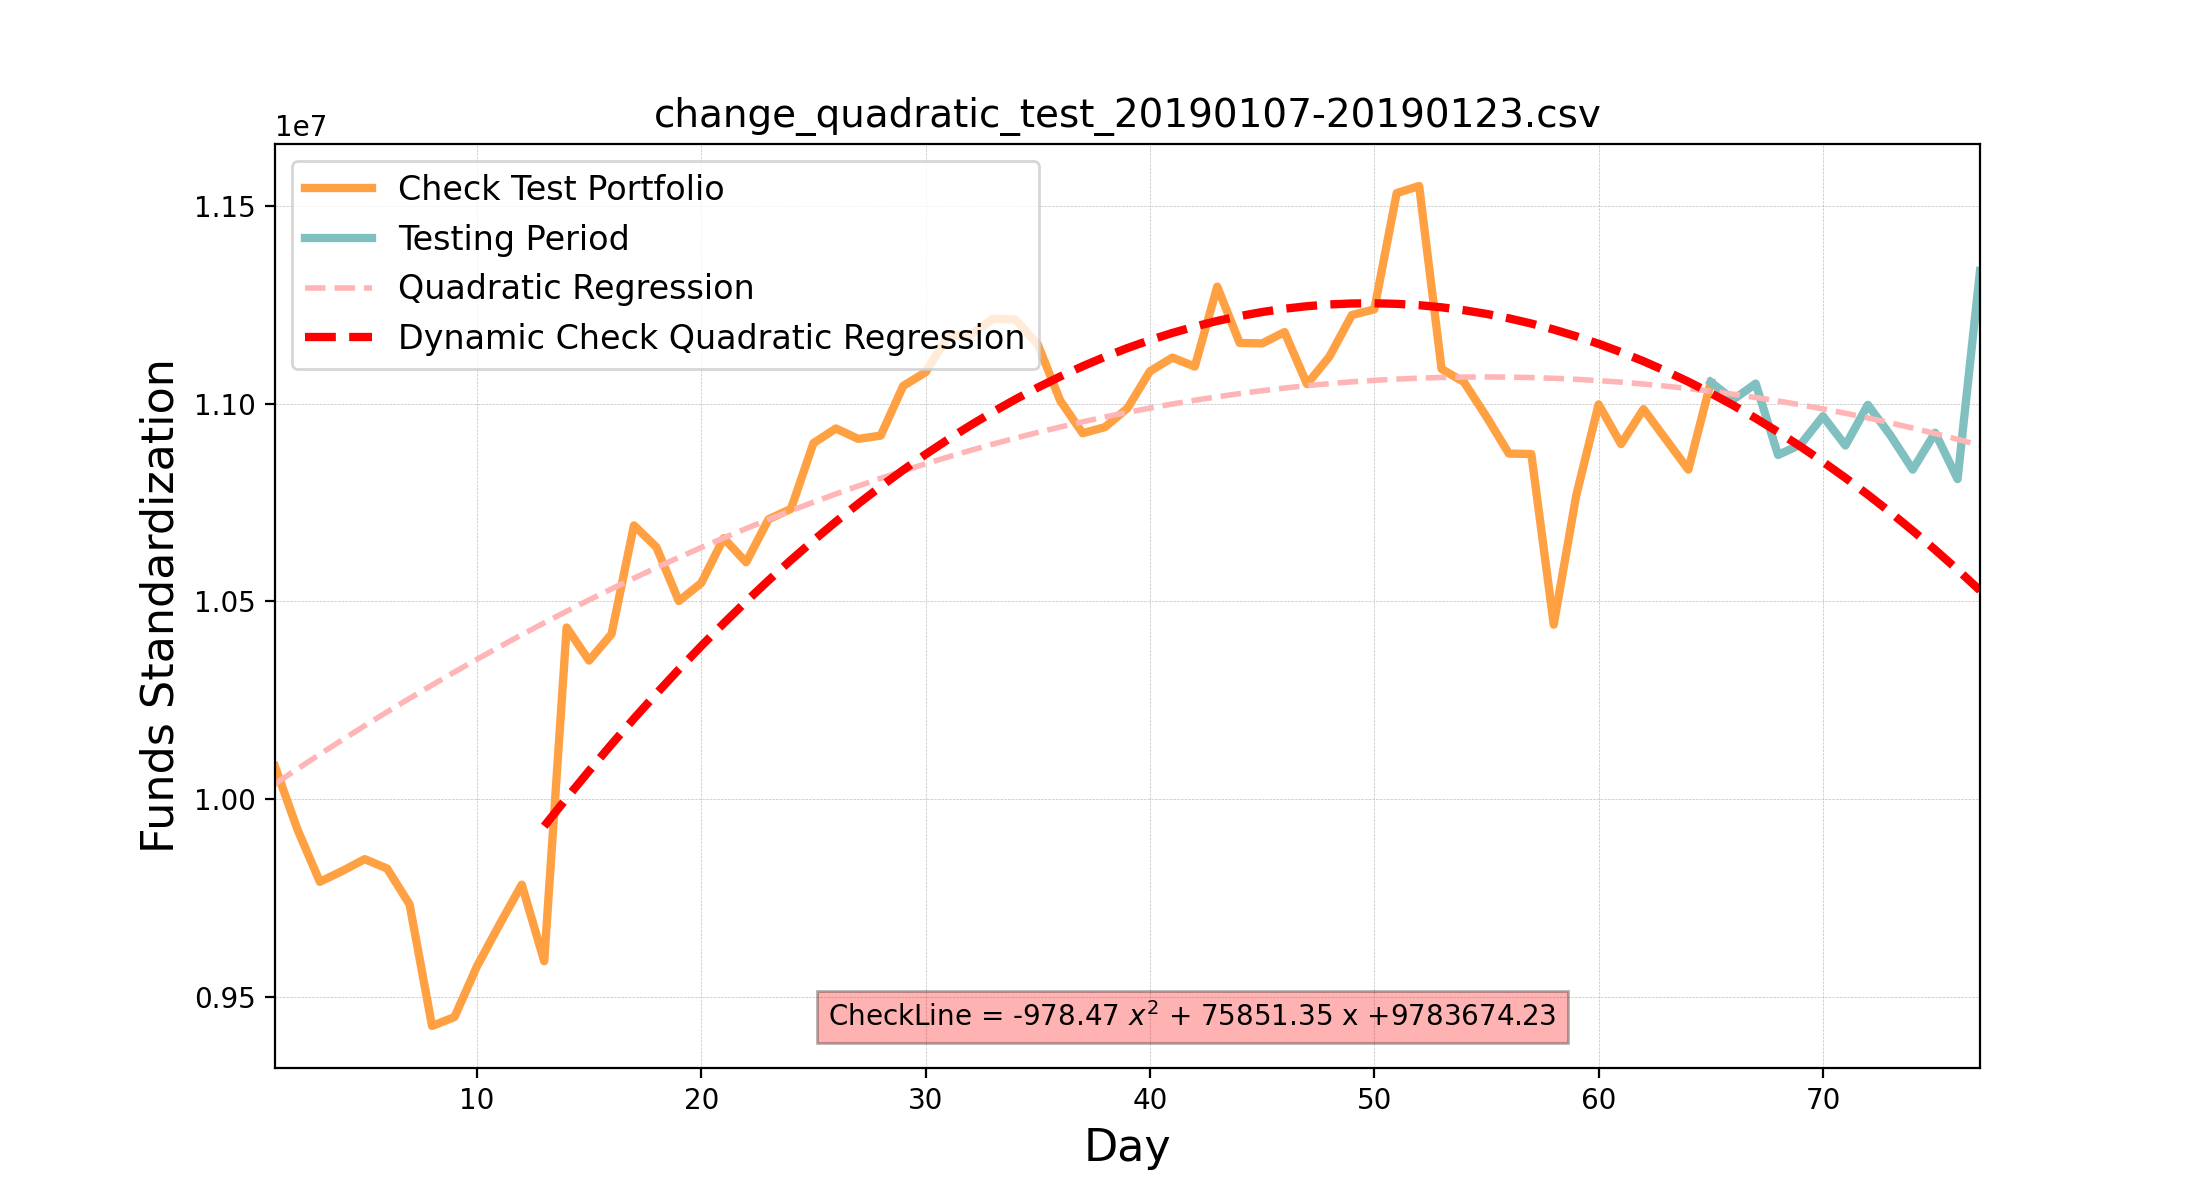 change_quadratic_test_20190107-20190123.csv
1e7
Check Test Portfolio
Testing Period
Quadratic Regression
Dynamic Check Quadratic Regression
1.15
1.10
1.05
1.00
0.95
Funds Standardization
CheckLine = -978.47 x² + 75851.35 x +9783674.23
10 20 30 40 50 60 70
Day